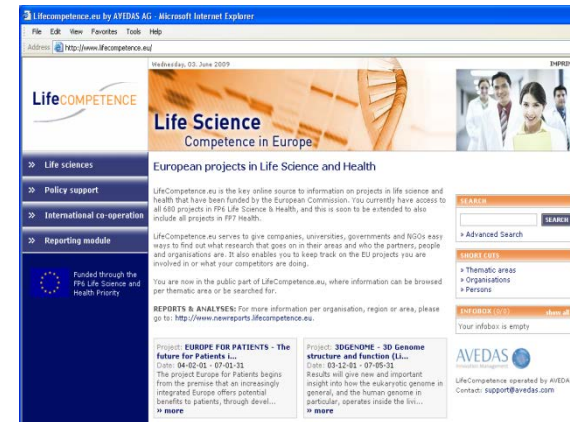 Lifecompetence.eu by AVEDAS AG - Microsoft Internet Explorer
File Edit View Favorites Tools Help
Address http://www.lifecompetence.eu/
Wednesday, 03. June 2009
IMPRI
LifeCOMPETENCE
Life Science
Competence in Europe
» Life sciences
» Policy support
» International co-operation
» Reporting module
Funded through the
FP6 Life Science and
Health Priority
European projects in Life Science and Health
LifeCompetence.eu is the key online source to information on projects in life science and
health that have been funded by the European Commission. You currently have access to
all 680 projects in FP6 Life Science & Health, and this is soon to be extended to also
include all projects in FP7 Health.
LifeCompetence.eu serves to give companies, universities, governments and NGOs easy
ways to find out what research that goes on in their areas and who the partners, people
and organisations are. It also enables you to keep track on the EU projects you are
involved in or what your competitors are doing.
You are now in the public part of LifeCompetence.eu, where information can be browsed
per thematic area or be searched for.
REPORTS & ANALYSES: For more information per organisation, region or area, please
go to: http://www.newreports.lifecompetence.eu.
Project: EUROPE FOR PATIENTS - The
future for Patients i...
Date: 04-02-01 - 07-01-31
The project Europe for Patients begins
from the premise that an increasingly
integrated Europe offers potential
benefits to patients, through devel...
» more
Project: 3DGENOME - 3D Genome
structure and function (Li...
Date: 03-12-01 - 07-05-31
Results will give new and important
insight into how the eukaryotic genome in
general, and the human genome in
particular, operates inside the livi...
» more
SEARCH
SEARCH
» Advanced Search
SHORT CUTS
» Thematic areas
» Organisations
» Persons
INFOBOX (0/0) show all
Your infobox is empty
AVEDAS
Innovation Management
LifeCompetence operated by AVEDA
Contact: support@avedas.com